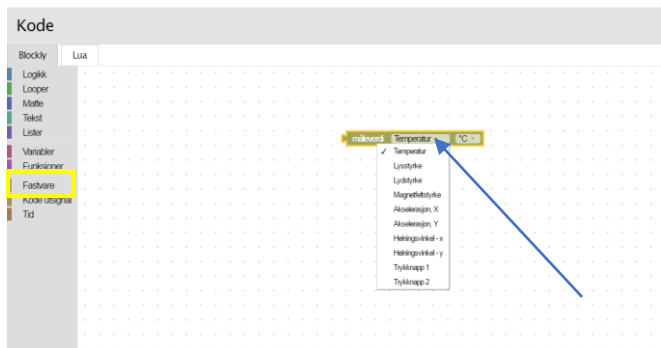 Kode
Blockly Lua
Logikk
Looper
Matte
Tekst
Lister
Variabler
Funksjoner
Fastvare
Kode utsignal
Tid
måleverdi Temperatur °C
✓ Temperatur
Lysstyrke
Lydstyrke
Magnetfeltstyrke
Akselerasjon, X
Akselerasjon, Y
Helningsvinkel - x
Helningsvinkel - y
Trykknapp 1
Trykknapp 2